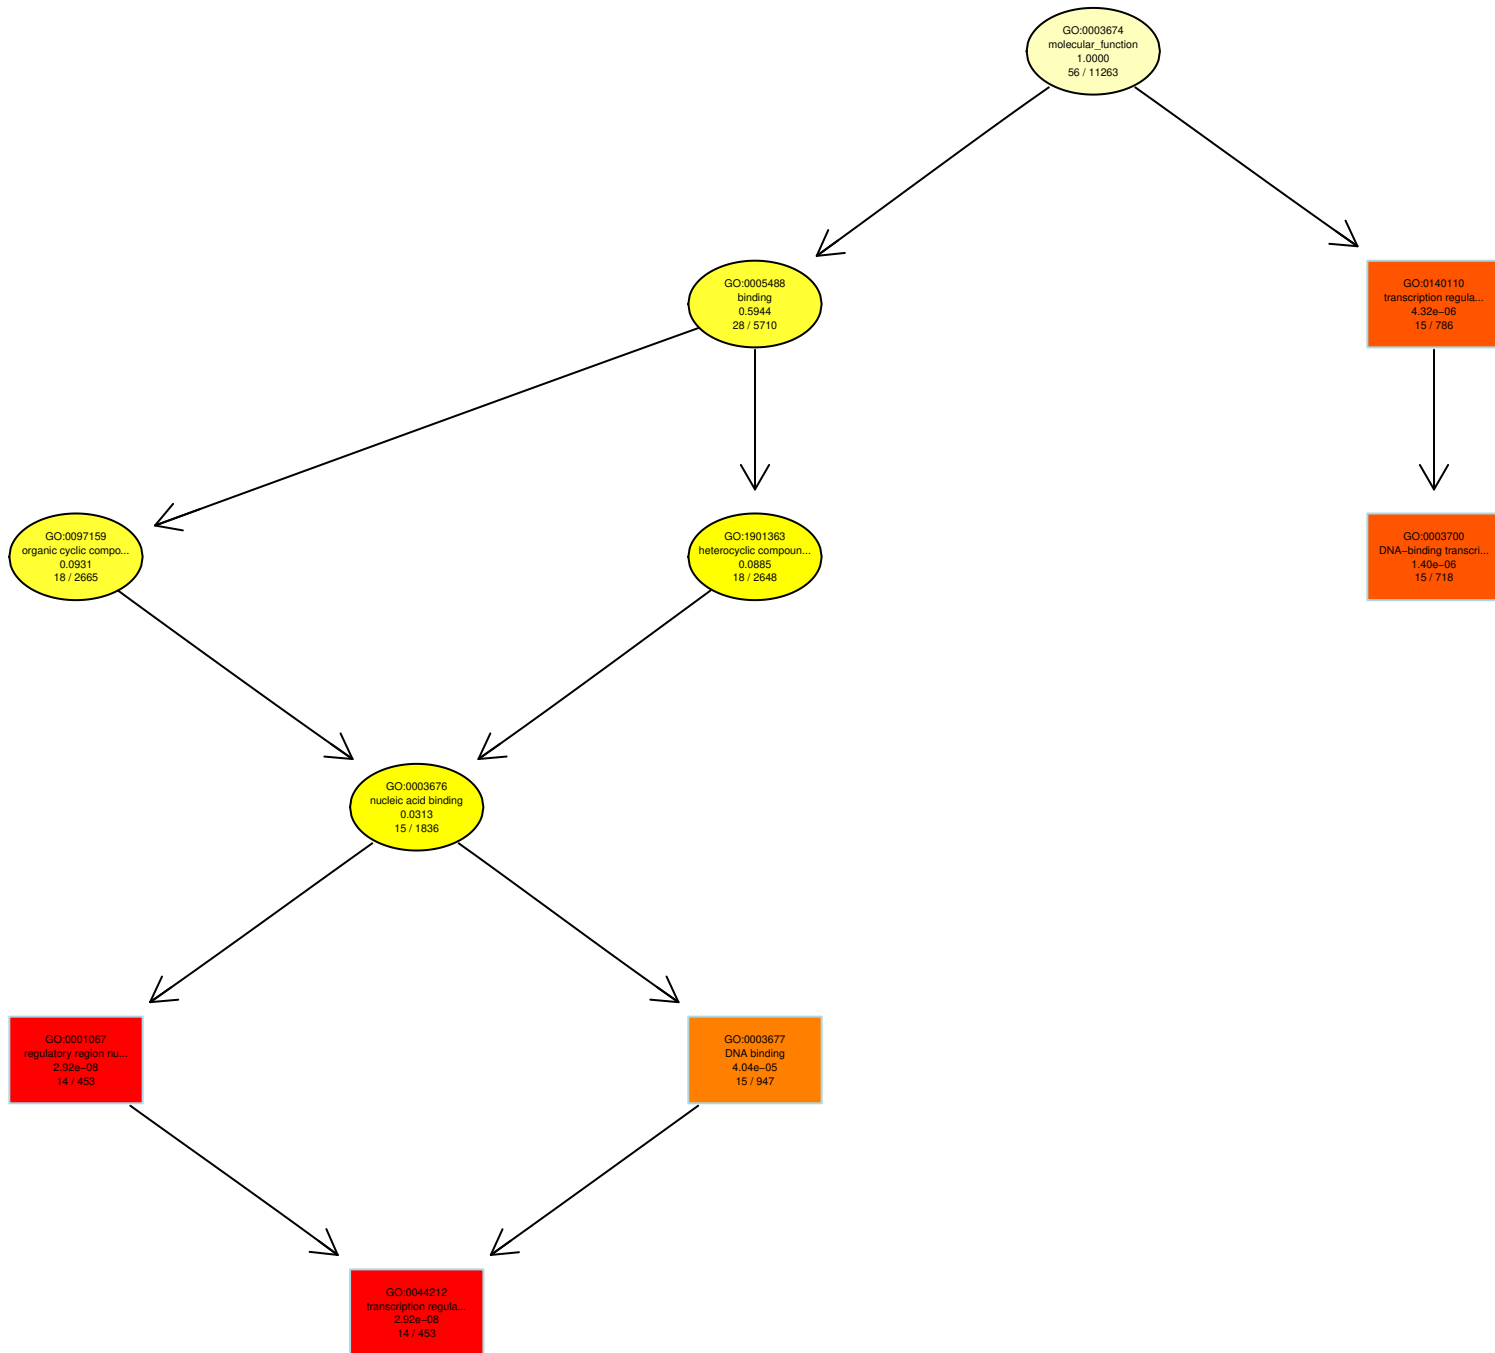 GO:0003674
molecular_function
1.0000
56 / 11263
GO:0005488
binding
0.5944
28 / 5710
GO:0140110
transcription regula...
4.32e−06
15 / 786
GO:0097159
organic cyclic compo...
0.0931
18 / 2665
GO:1901363
heterocyclic compoun...
0.0885
18 / 2648
GO:0003700
DNA−binding transcri...
1.40e−06
15 / 718
GO:0003676
nucleic acid binding
0.0313
15 / 1836
GO:0001067
regulatory region nu...
2.92e−08
14 / 453
GO:0003677
DNA binding
4.04e−05
15 / 947
GO:0044212
transcription regula...
2.92e−08
14 / 453